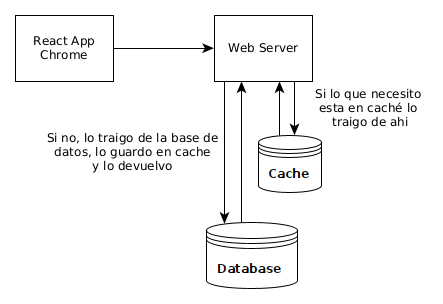 React App
Chrome
Web Server
Si lo que necesito
esta en caché lo
traigo de ahi
Si no, lo traigo de la base de
datos, lo guardo en cache
y lo devuelvo
Cache
Database